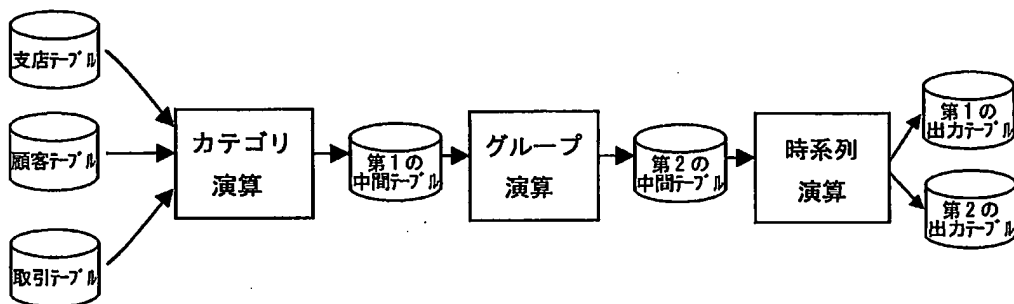 支店テーブル
顧客テーブル
取引テーブル
カテゴリ
演算
第1の
中間テーブル
グループ
演算
第2の
中間テーブル
時系列
演算
第1の
出力テーブル
第2の
出力テーブル